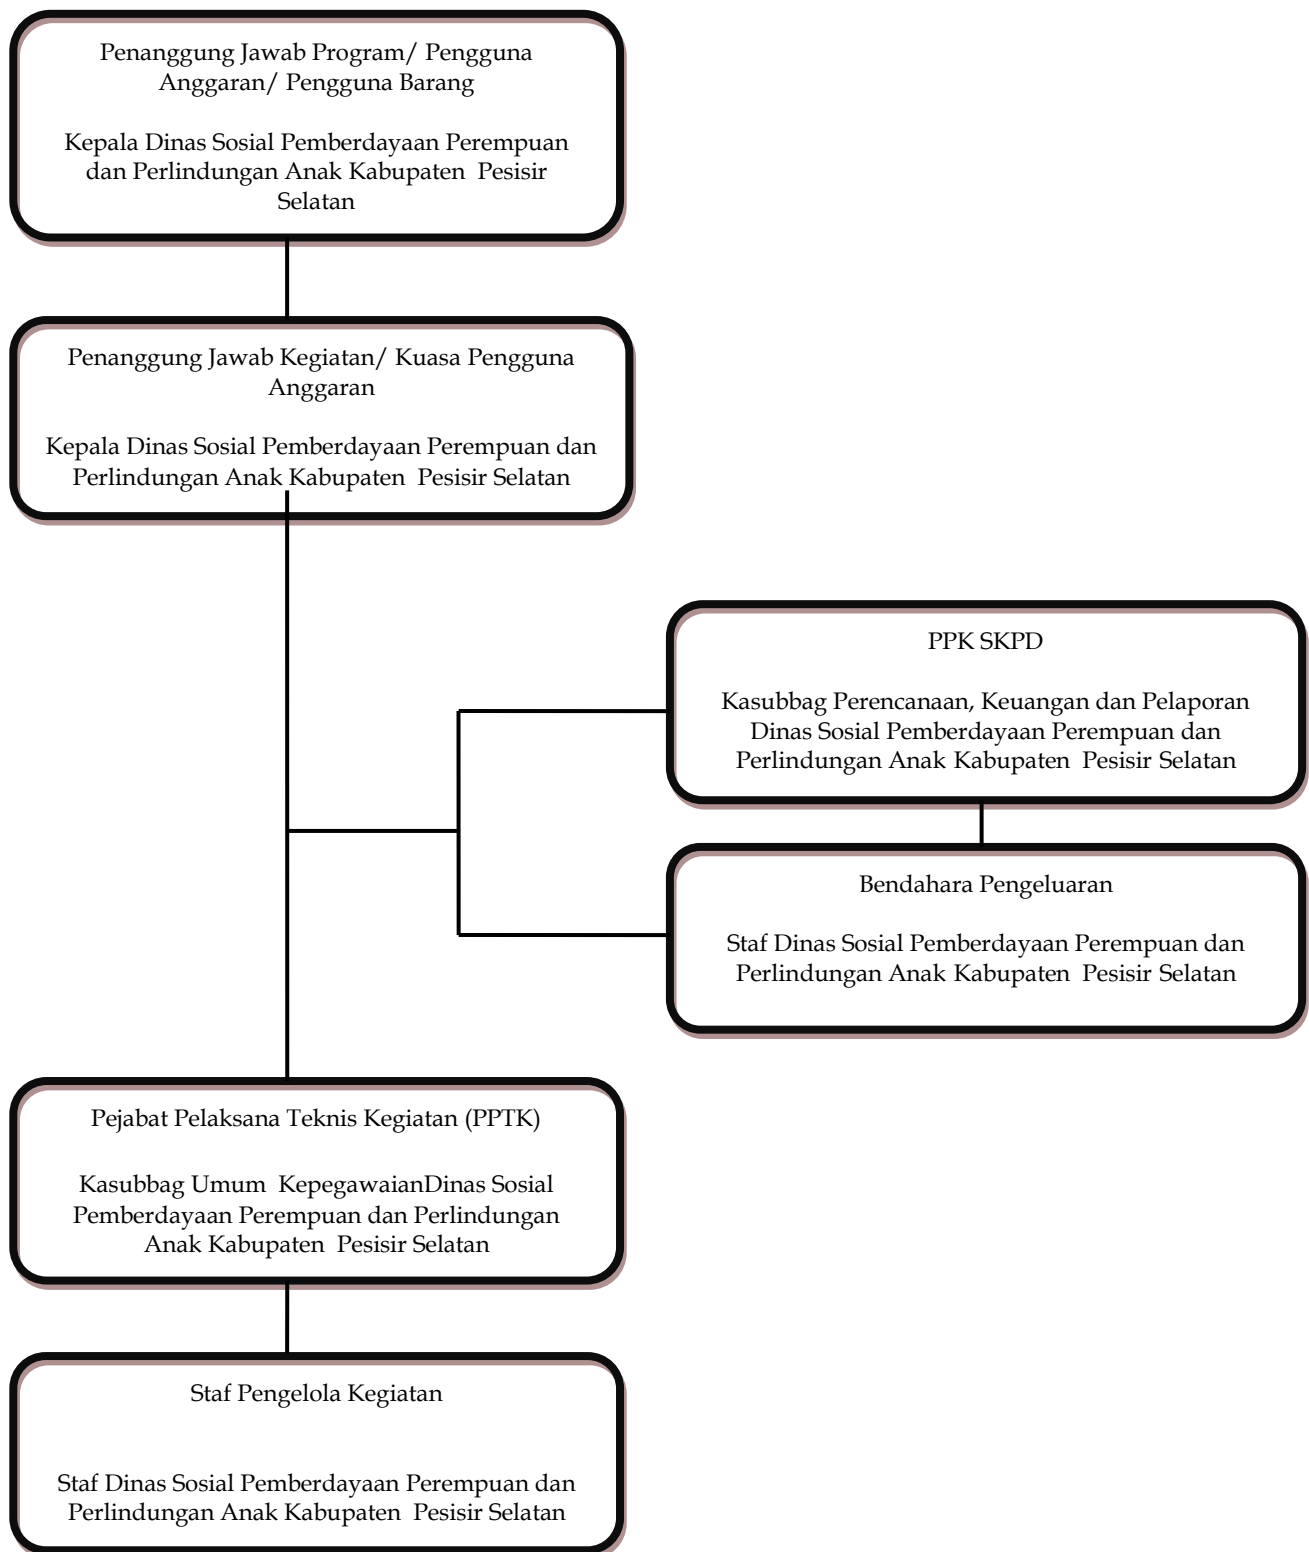 Penanggung Jawab Program/ Pengguna
Anggaran/ Pengguna Barang
Kepala Dinas Sosial Pemberdayaan Perempuan
dan Perlindungan Anak Kabupaten  Pesisir
Selatan
Penanggung Jawab Kegiatan/ Kuasa Pengguna
Anggaran
Kepala Dinas Sosial Pemberdayaan Perempuan dan
Perlindungan Anak Kabupaten  Pesisir Selatan
PPK SKPD
Kasubbag Perencanaan, Keuangan dan Pelaporan
Dinas Sosial Pemberdayaan Perempuan dan
Perlindungan Anak Kabupaten  Pesisir Selatan
Bendahara Pengeluaran
Staf Dinas Sosial Pemberdayaan Perempuan dan
Perlindungan Anak Kabupaten  Pesisir Selatan
Pejabat Pelaksana Teknis Kegiatan (PPTK)
Kasubbag Umum  KepegawaianDinas Sosial
Pemberdayaan Perempuan dan Perlindungan
Anak Kabupaten  Pesisir Selatan
Staf Pengelola Kegiatan
Staf Dinas Sosial Pemberdayaan Perempuan dan
Perlindungan Anak Kabupaten  Pesisir Selatan